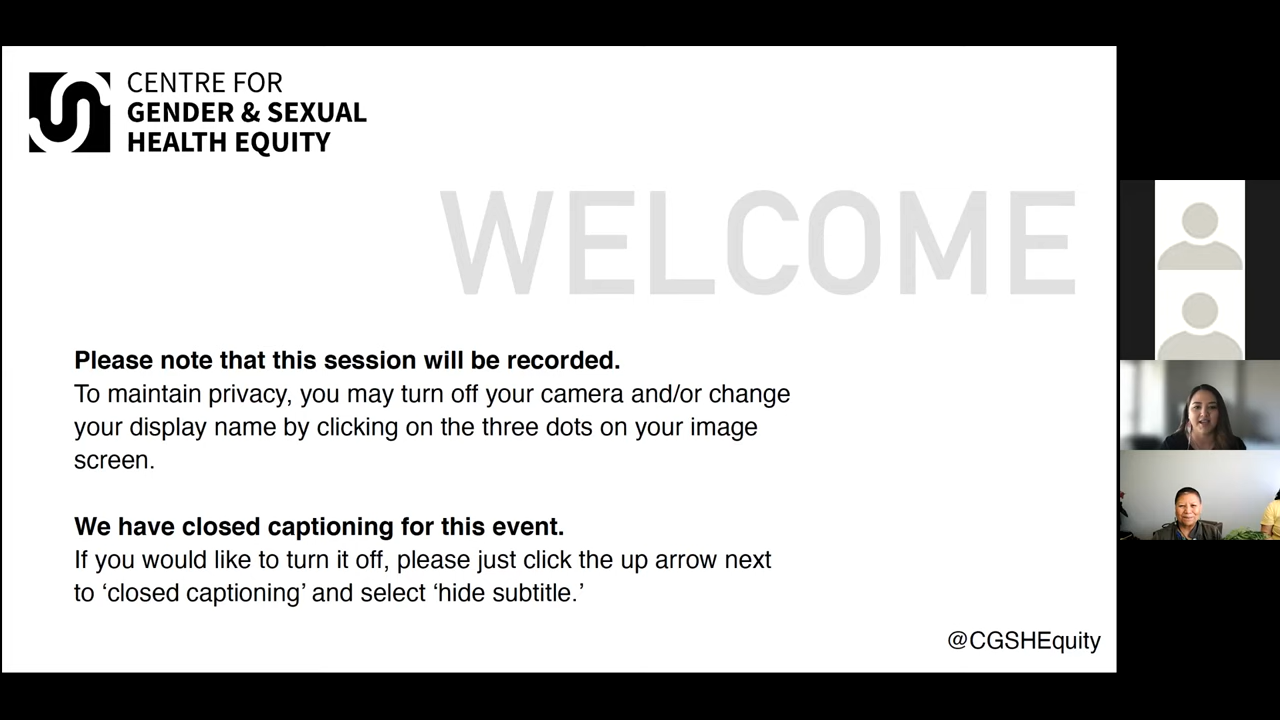 CENTRE FOR
GENDER & SEXUAL
HEALTH EQUITY
WELCOME
Please note that this session will be recorded.
To maintain privacy, you may turn off your camera and/or change
your display name by clicking on the three dots on your image
screen.
We have closed captioning for this event.
If you would like to turn it off, please just click the up arrow next
to ‘closed captioning’ and select ‘hide subtitle.’
@CGSHEquity